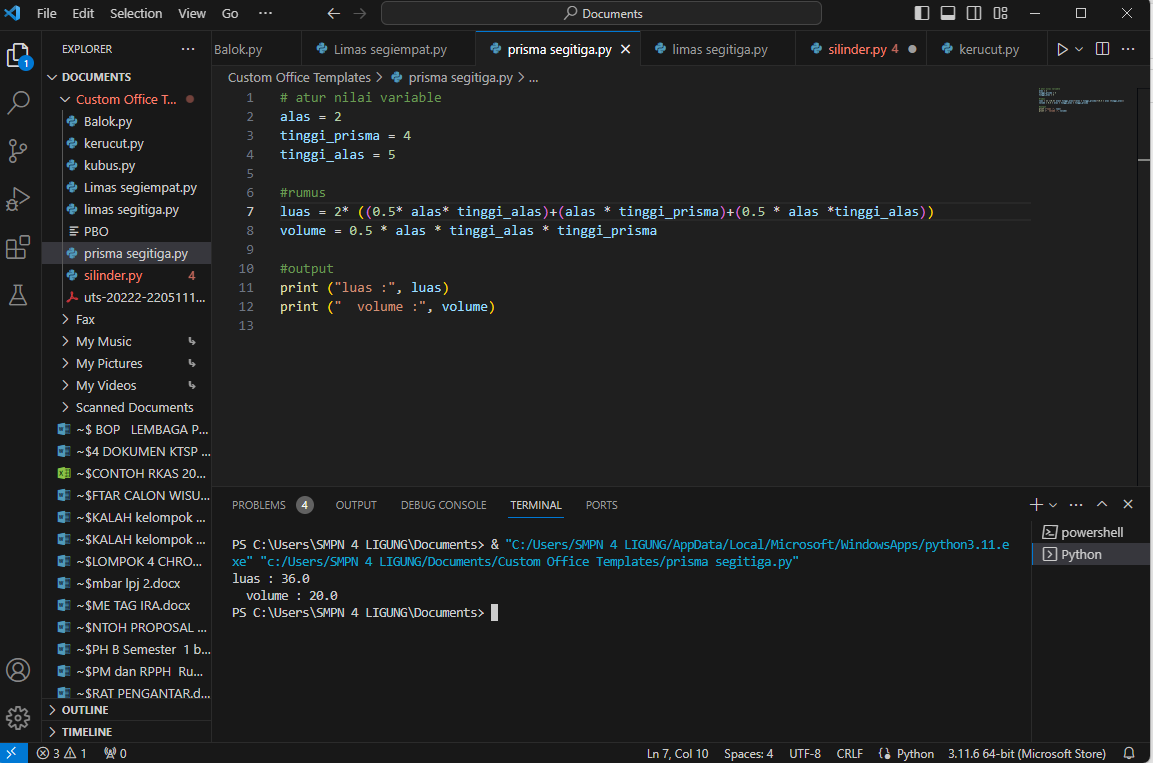 File Edit Selection View Go ··· Documents
EXPLORER ···
DOCUMENTS
Custom Office T...
Balok.py
kerucut.py
kubus.py
Limas segiempat.py
limas segitiga.py
PBO
prisma segitiga.py
silinder.py 4
uts-20222-2205111...
Fax
My Music
My Pictures
My Videos
Scanned Documents
~$ BOP LEMBAGA P...
~$4 DOKUMEN KTSP ...
~$CONTOH RKAS 20...
~$FTAR CALON WISU...
~$KALAH kelompok ...
~$KALAH kelompok ...
~$LOMPOK 4 CHRO...
~$mbar lpj 2.docx
~$ME TAG IRA.docx
~$NTOH PROPOSAL ...
~$PH B Semester 1 b...
~$PM dan RPPH Ru...
~$RAT PENGANTAR.d...
OUTLINE
TIMELINE
1
Balok.py Limas segiempat.py prisma segitiga.py limas segitiga.py silinder.py 4 kerucut.py
Custom Office Templates > prisma segitiga.py > ...
1 # atur nilai variable
2 alas = 2
3 tinggi_prisma = 4
4 tinggi_alas = 5
5
6 #rumus
7 luas = 2* ((0.5* alas* tinggi_alas)+(alas * tinggi_prisma)+(0.5 * alas *tinggi_alas))
8 volume = 0.5 * alas * tinggi_alas * tinggi_prisma
9
10 #output
11 print ("luas :", luas)
12 print ("  volume :", volume)
13
PROBLEMS 4 OUTPUT DEBUG CONSOLE TERMINAL PORTS
PS C:\Users\SMPN 4 LIGUNG\Documents> & "C:/Users/SMPN 4 LIGUNG/AppData/Local/Microsoft/WindowsApps/python3.11.e
xe" "c:/Users/SMPN 4 LIGUNG/Documents/Custom Office Templates/prisma segitiga.py"
luas : 36.0
  volume : 20.0
PS C:\Users\SMPN 4 LIGUNG\Documents>
powershell
Python
3 1 0 Ln 7, Col 10 Spaces: 4 UTF-8 CRLF Python 3.11.6 64-bit (Microsoft Store)